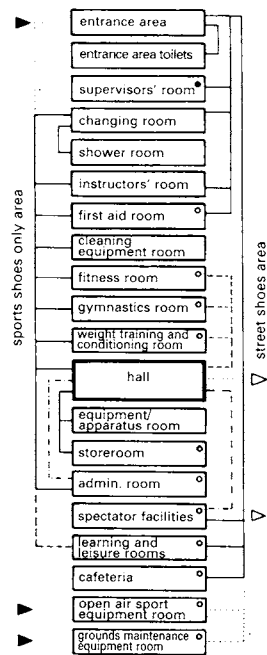 entrance area
entrance area toilets
supervisors' room
changing room
shower room
instructors' room
first aid room
cleaning
equipment room
fitness room
gymnastics room
weight training and
conditioning room
hall
equipment/
apparatus room
storeroom
admin. room
spectator facilities
learning and
leisure rooms
cafeteria
open air sport
equipment room
grounds maintenance
equipment room
sports shoes only area
street shoes area